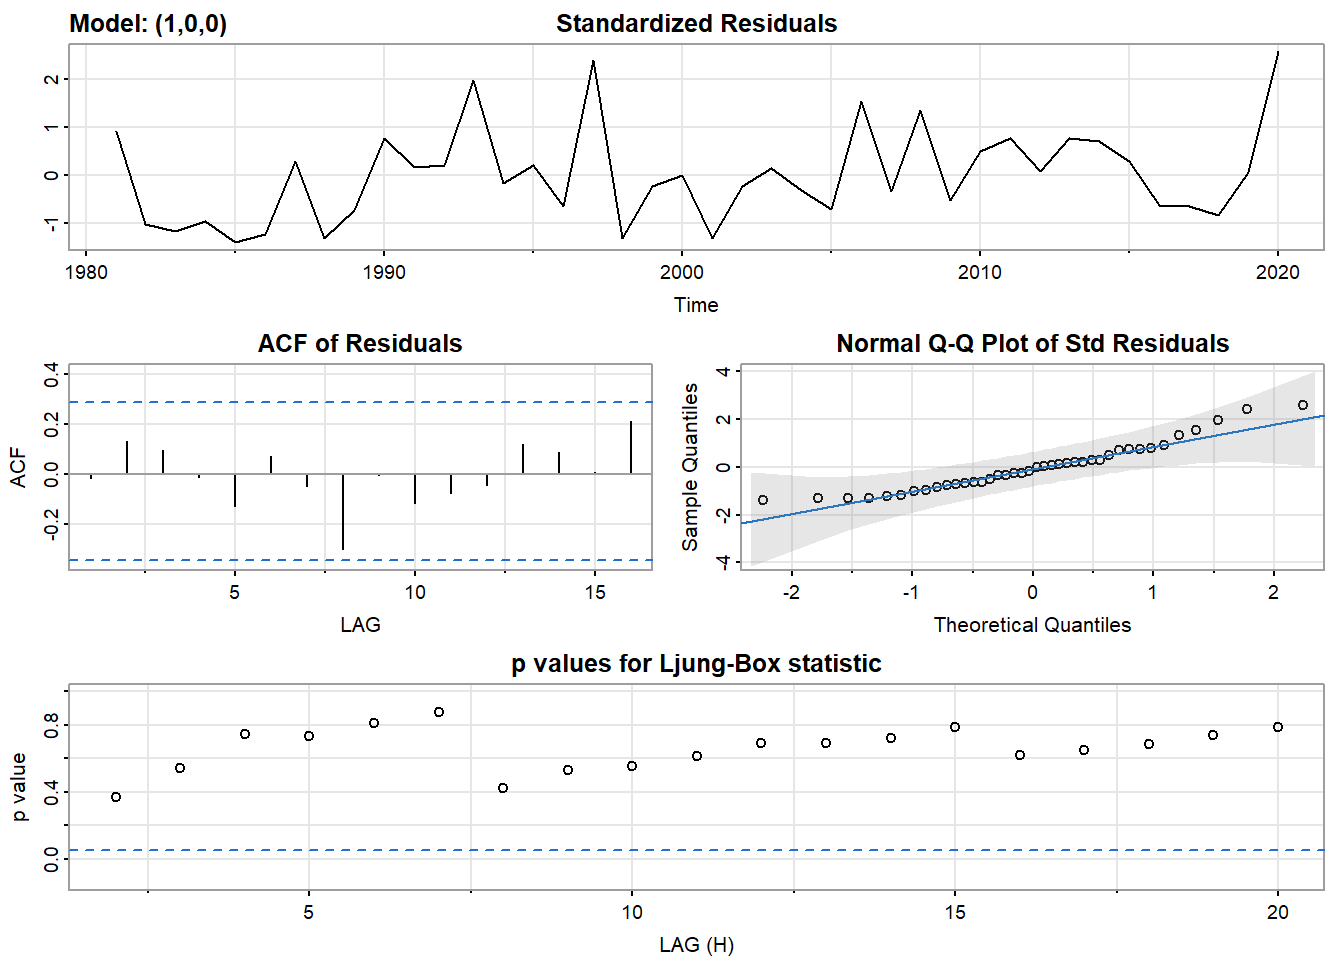 Model: (1,0,0) Standardized Residuals
2
1
0
-1
1980 1990 2000 2010 2020
Time
ACF of Residuals
0.4
0.2
0.0
-0.2
ACF
5 10 15
LAG
Normal Q-Q Plot of Std Residuals
4
2
0
-2
-4
Sample Quantiles
-2 -1 0 1 2
Theoretical Quantiles
p values for Ljung-Box statistic
0.8
0.4
0.0
p value
5 10 15 20
LAG (H)